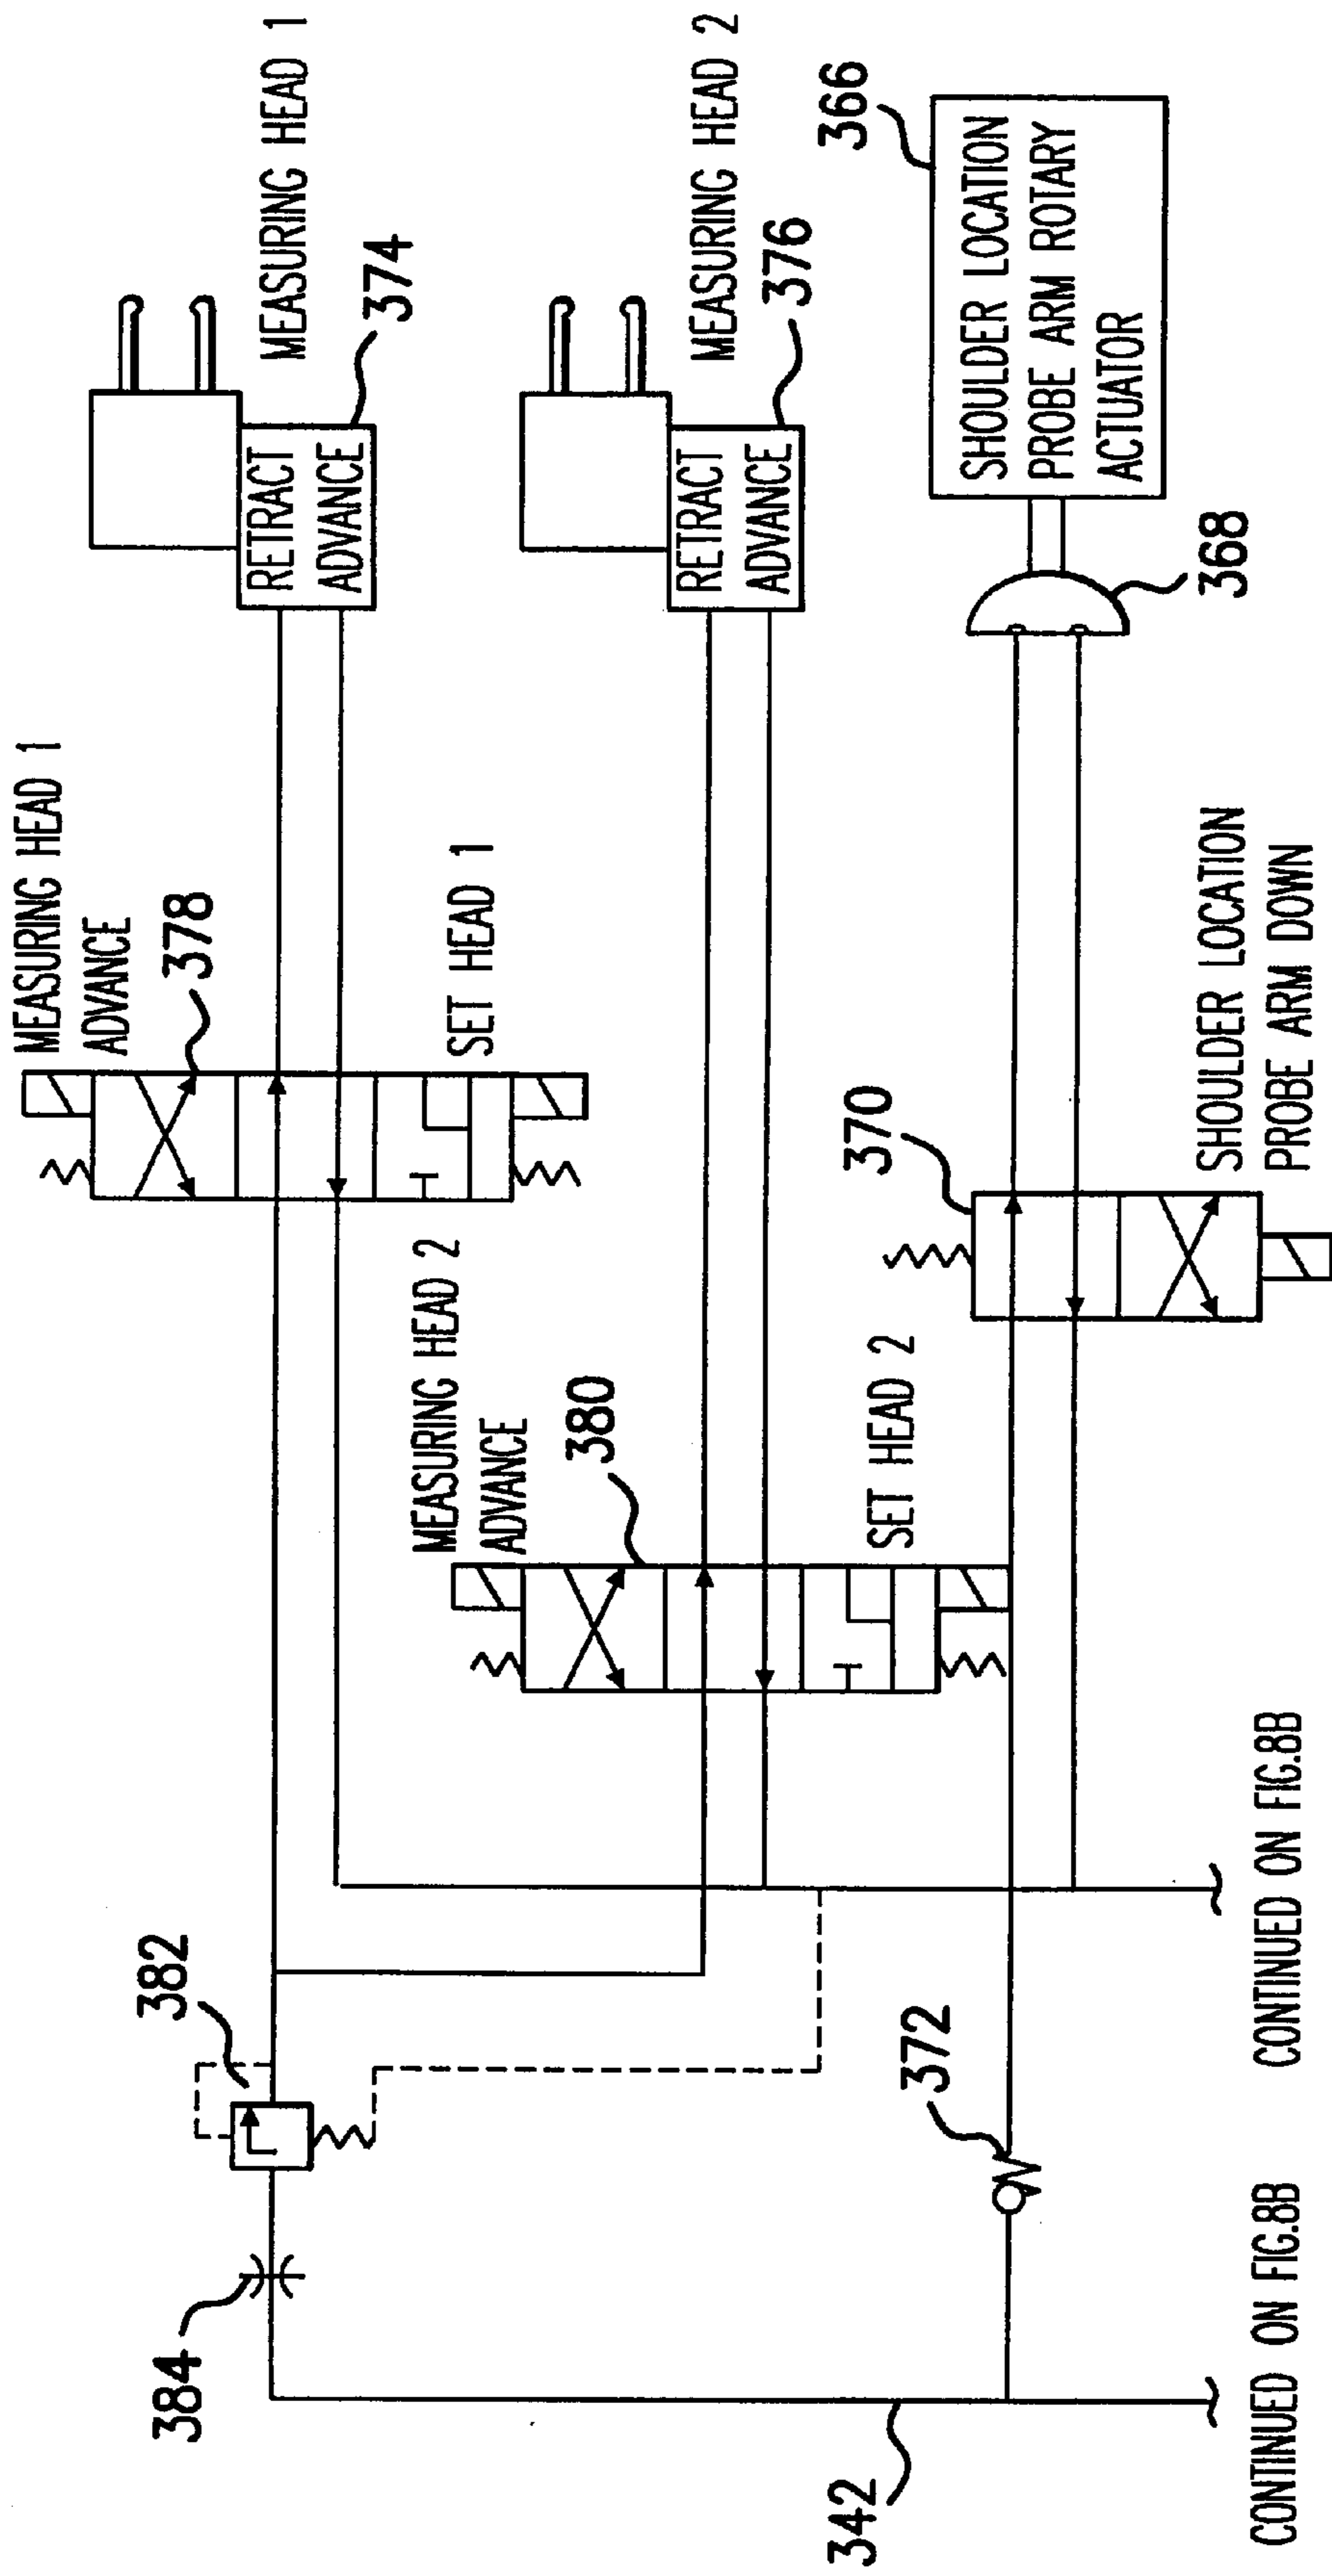 MEASURING HEAD 1
ADVANCE
378
SET HEAD 1
MEASURING HEAD 1
374
RETRACT
ADVANCE
382
384
MEASURING HEAD 2
ADVANCE
380
SET HEAD 2
MEASURING HEAD 2
376
RETRACT
ADVANCE
366
SHOULDER LOCATION
PROBE ARM ROTARY
ACTUATOR
368
370
SHOULDER LOCATION
PROBE ARM DOWN
372
342
CONTINUED ON FIG.8B
CONTINUED ON FIG.8B